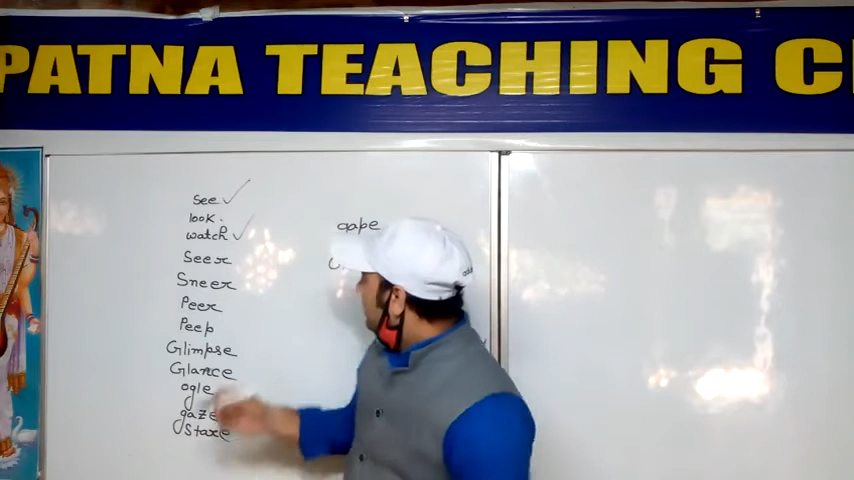 PATNA TEACHING C
see ✓
look.
watch ✓
Seer
Sneer
Peer
Peep
Glimpse
Glance
ogle
gaze
stare
gape